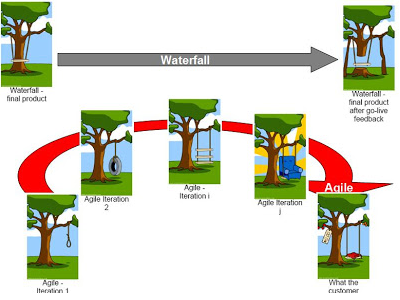 Waterfall
Waterfall -
final product
Waterfall -
final product
after go-live
feedback
Agile Iteration
2
Agile -
Iteration i
Agile Iteration
j
Agile
Agile -
Iteration 1
What the
customer